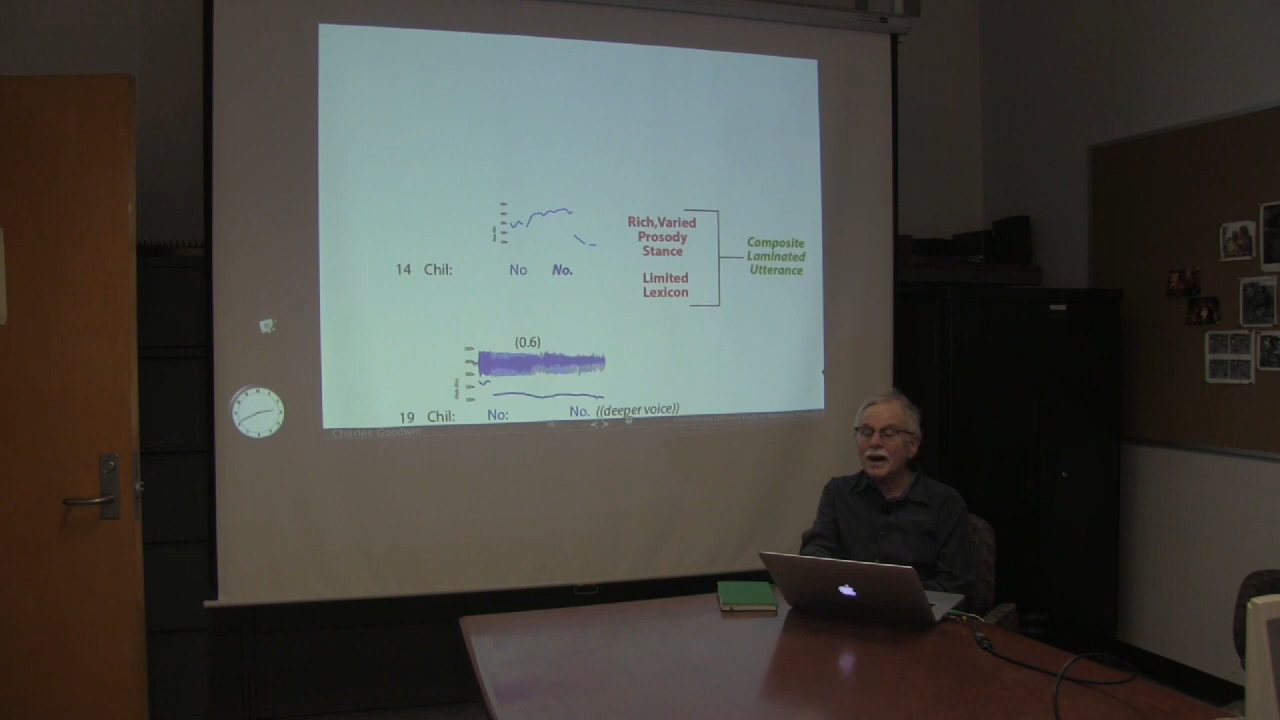 Rich,Varied
Prosody
Stance
Composite
Laminated
Utterance
14 Chil: No No.
Limited
Lexicon
(0.6)
19 Chil: No: No. ((deeper voice))
Charles Goodwin